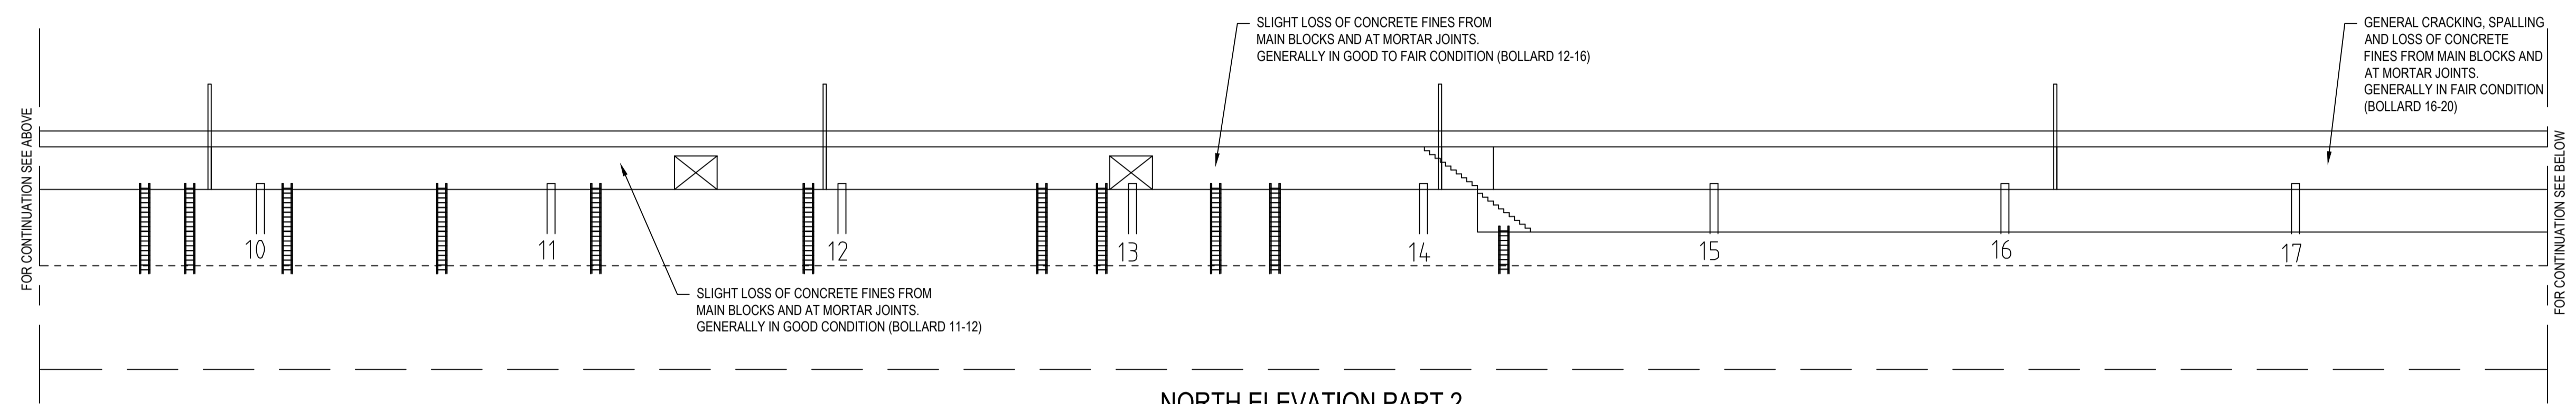 SLIGHT LOSS OF CONCRETE FINES FROM
MAIN BLOCKS AND AT MORTAR JOINTS.
GENERALLY IN GOOD TO FAIR CONDITION (BOLLARD 12-16)
GENERAL CRACKING, SPALLING
AND LOSS OF CONCRETE
FINES FROM MAIN BLOCKS AND
AT MORTAR JOINTS.
GENERALLY IN FAIR CONDITION
(BOLLARD 16-20)
FOR CONTINUATION SEE ABOVE
FOR CONTINUATION SEE BELOW
10 11 12 13 14 15 16 17
SLIGHT LOSS OF CONCRETE FINES FROM
MAIN BLOCKS AND AT MORTAR JOINTS.
GENERALLY IN GOOD CONDITION (BOLLARD 11-12)
NORTH ELEVATION PART 2